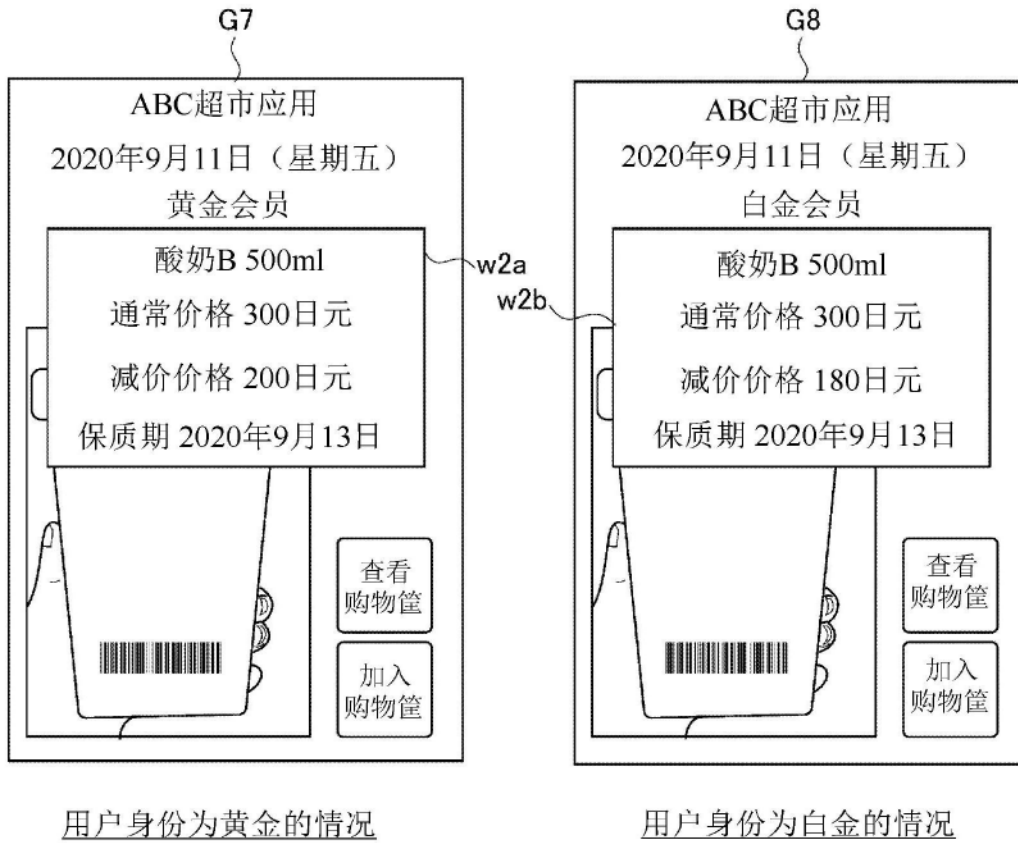 G7
ABC超市应用
2020年9月11日（星期五）
黄金会员
酸奶B 500ml
通常价格 300日元
减价价格 200日元
保质期 2020年9月13日
w2a
查看
购物筐
加入
购物筐
用户身份为黄金的情况
G8
ABC超市应用
2020年9月11日（星期五）
白金会员
w2b
酸奶B 500ml
通常价格 300日元
减价价格 180日元
保质期 2020年9月13日
查看
购物筐
加入
购物筐
用户身份为白金的情况